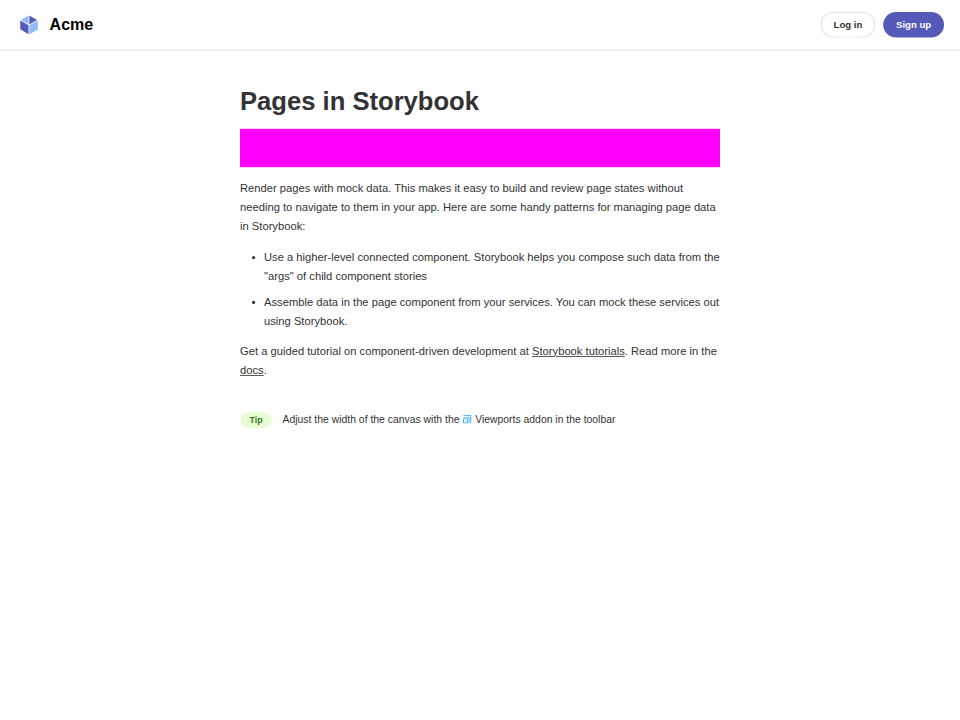 Acme
Log in
Sign up
Pages in Storybook
Render pages with mock data. This makes it easy to build and review page states without
needing to navigate to them in your app. Here are some handy patterns for managing page data
in Storybook:
Use a higher-level connected component. Storybook helps you compose such data from the
"args" of child component stories
Assemble data in the page component from your services. You can mock these services out
using Storybook.
Get a guided tutorial on component-driven development at Storybook tutorials. Read more in the
docs.
Tip Adjust the width of the canvas with the Viewports addon in the toolbar